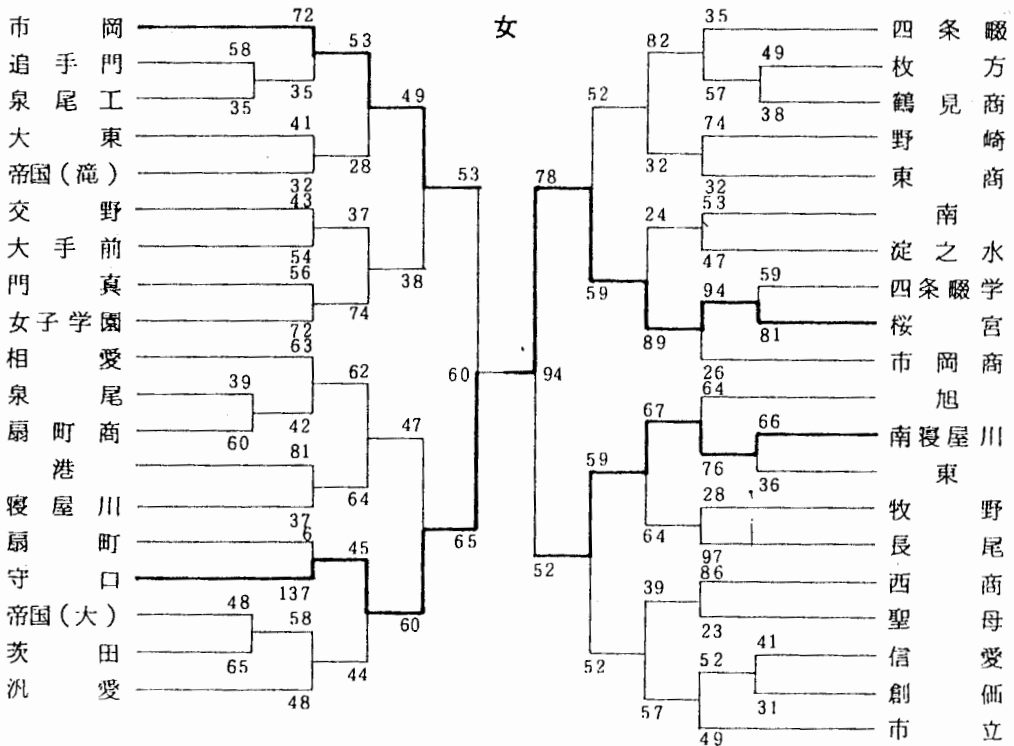 女
市岡
追手門
泉尾工
大東
帝国(滝)
交野
大手前
門真
女子学園
相愛
泉尾
扇町商
港
寝屋川
扇町
守口
帝国(大)
茨田
汎愛
72
58
35
35
41
32
43
54
56
72
63
39
60
42
81
37
6
137
48
65
58
48
53
28
37
74
62
64
45
44
49
38
47
60
53
65
60
94
78
52
52
59
59
52
82
32
24
89
67
64
39
57
35
57
49
38
74
32
53
47
94
26
59
81
64
76
66
36
28
97
86
23
52
49
41
31
四条畷
枚方
鶴見商
野崎
東商
南
淀之水
四条畷学
桜宮
市岡商
旭
南寝屋川
東
牧野
長尾
西商
聖母
信愛
創価
市立